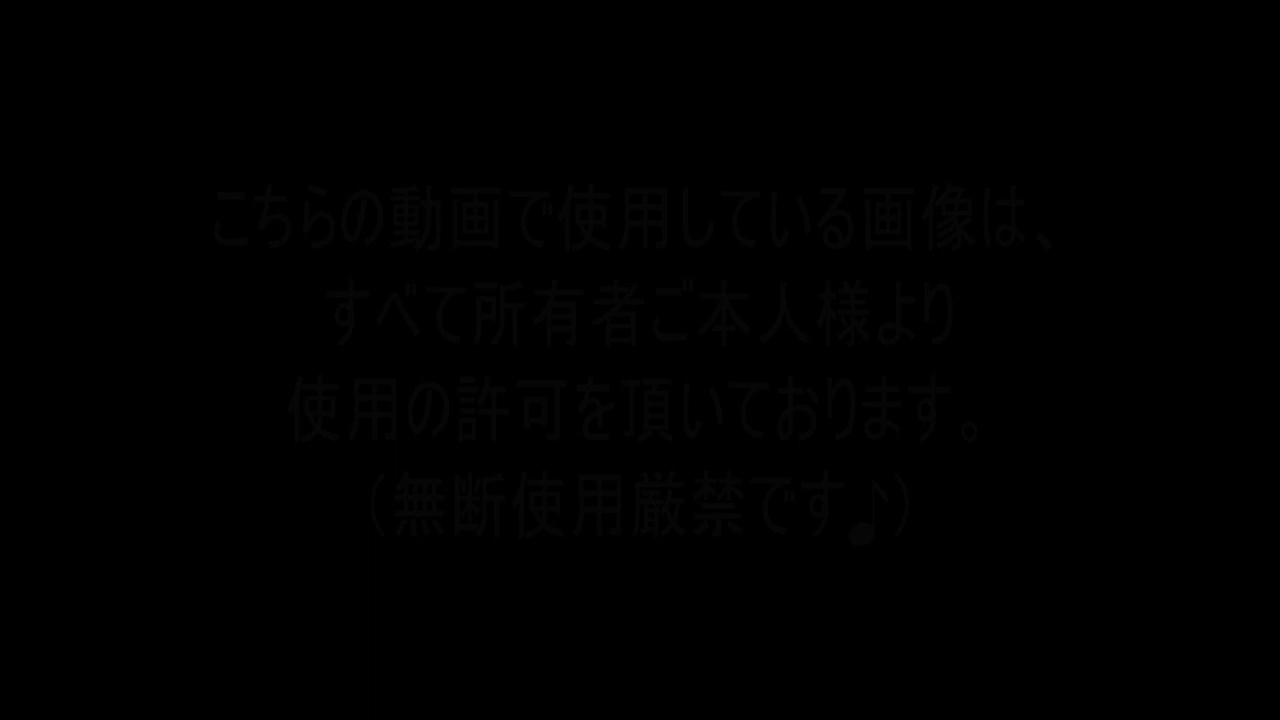 こちらの動画で使用している画像は、
すべて所有者ご本人様より
使用の許可を頂いております。
(無断使用厳禁です♪)